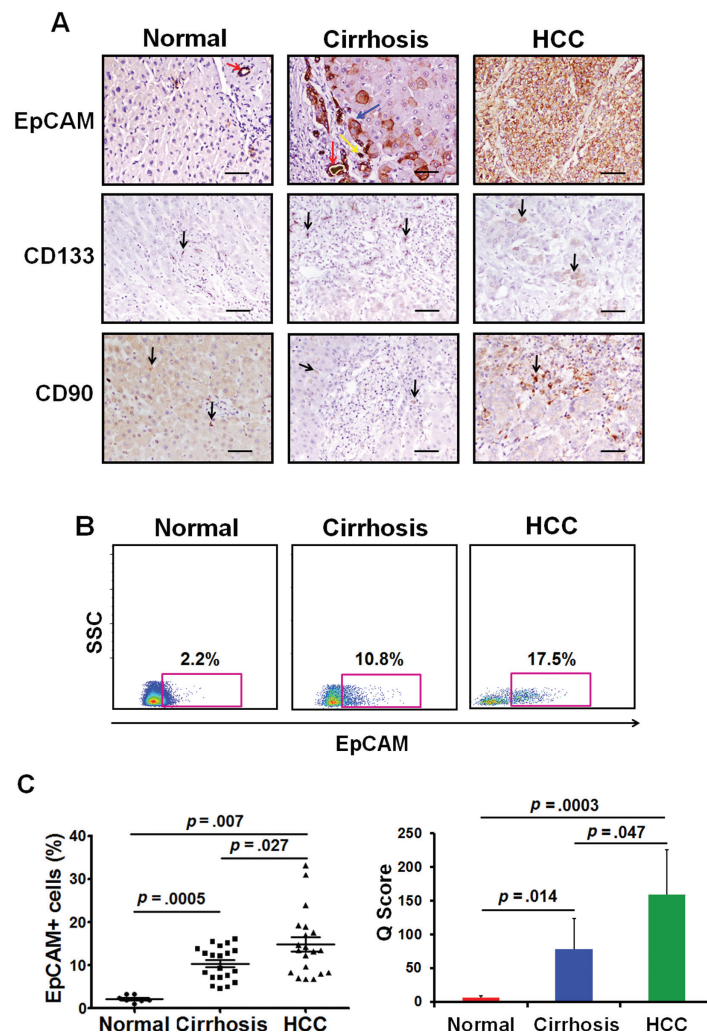 A
Normal Cirrhosis HCC
EpCAM
CD133
CD90
B
Normal Cirrhosis HCC
SSC
2.2% 10.8% 17.5%
EpCAM
C
EpCAM+ cells (%)
40
30
20
10
0
p =.007
p =.027
p =.0005
Normal Cirrhosis HCC
Q Score
250
200
150
100
50
0
p =.0003
p =.047
p =.014
Normal Cirrhosis HCC